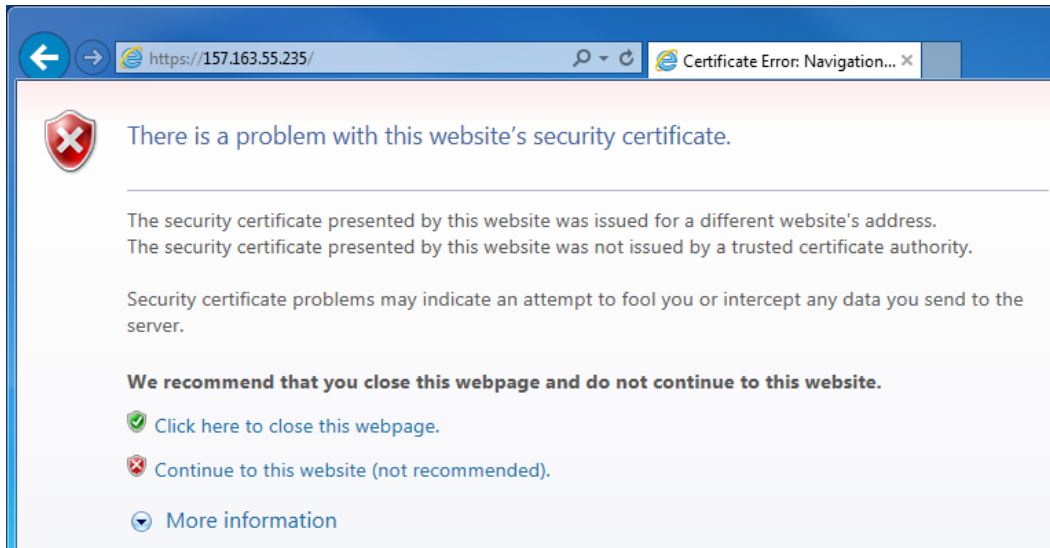 https://157.163.55.235/
Certificate Error: Navigation...
There is a problem with this website's security certificate.
The security certificate presented by this website was issued for a different website's address.
The security certificate presented by this website was not issued by a trusted certificate authority.
Security certificate problems may indicate an attempt to fool you or intercept any data you send to the
server.
We recommend that you close this webpage and do not continue to this website.
Click here to close this webpage.
Continue to this website (not recommended).
More information